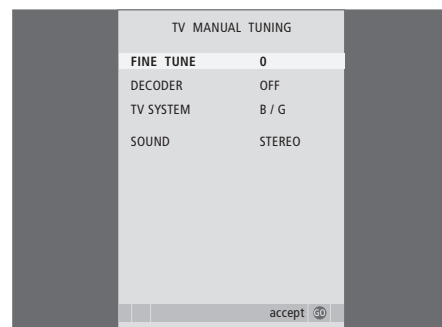 TV MANUAL TUNING
FINE TUNE 0
DECODER OFF
TV SYSTEM B / G
SOUND STEREO
accept GO